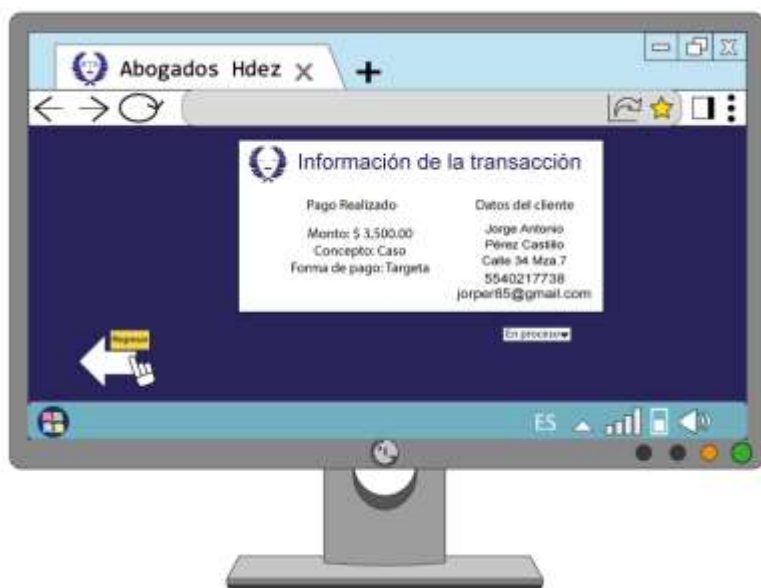 Abogados Hdez
Información de la transacción
Pago Realizado
Monto: $ 3,500.00
Concepto: Caso
Forma de pago: Targeta
Datos del cliente
Jorge Antonio
Pérez Castillo
Calle 34 Mza.7
5540217738
jorper85@gmail.com
En proceso
Regresar
ES